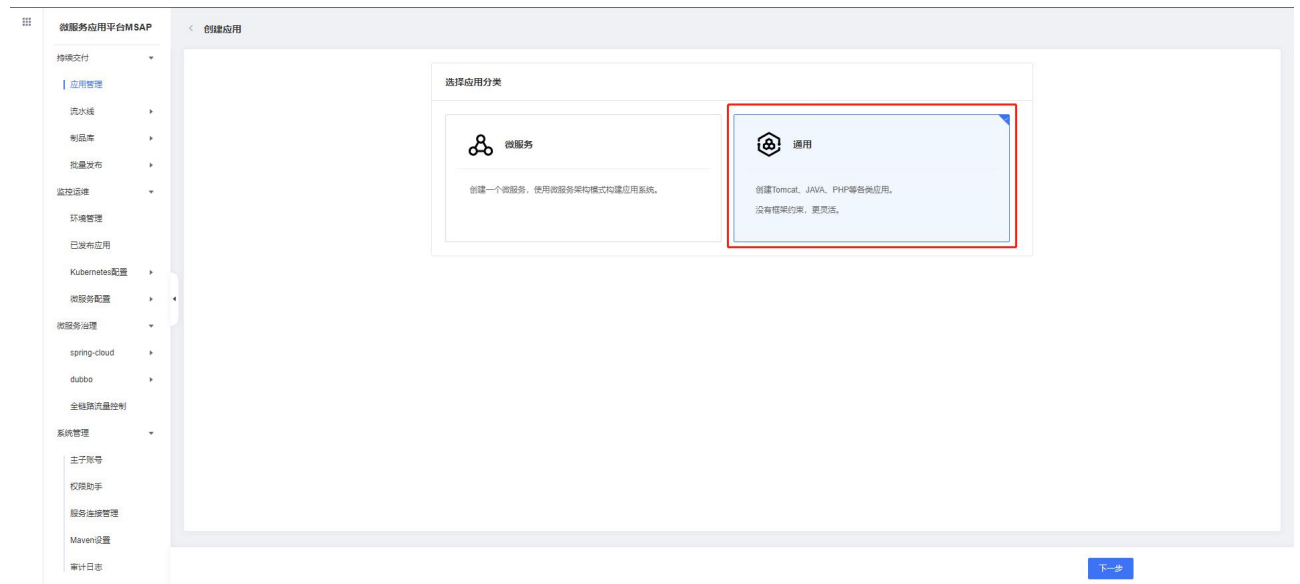 微服务应用平台MSAP
创建应用
持续交付
应用管理
流水线
制品库
批量发布
监控运维
环境管理
已发布应用
Kubernetes配置
微服务配置
微服务治理
spring-cloud
dubbo
全链路流量控制
系统管理
主子账号
权限助手
服务连接管理
Maven设置
审计日志
选择应用分类
微服务
创建一个微服务，使用微服务架构模式构建应用系统。
通用
创建Tomcat、JAVA、PHP等各类应用。
没有框架约束，更灵活。
下一步